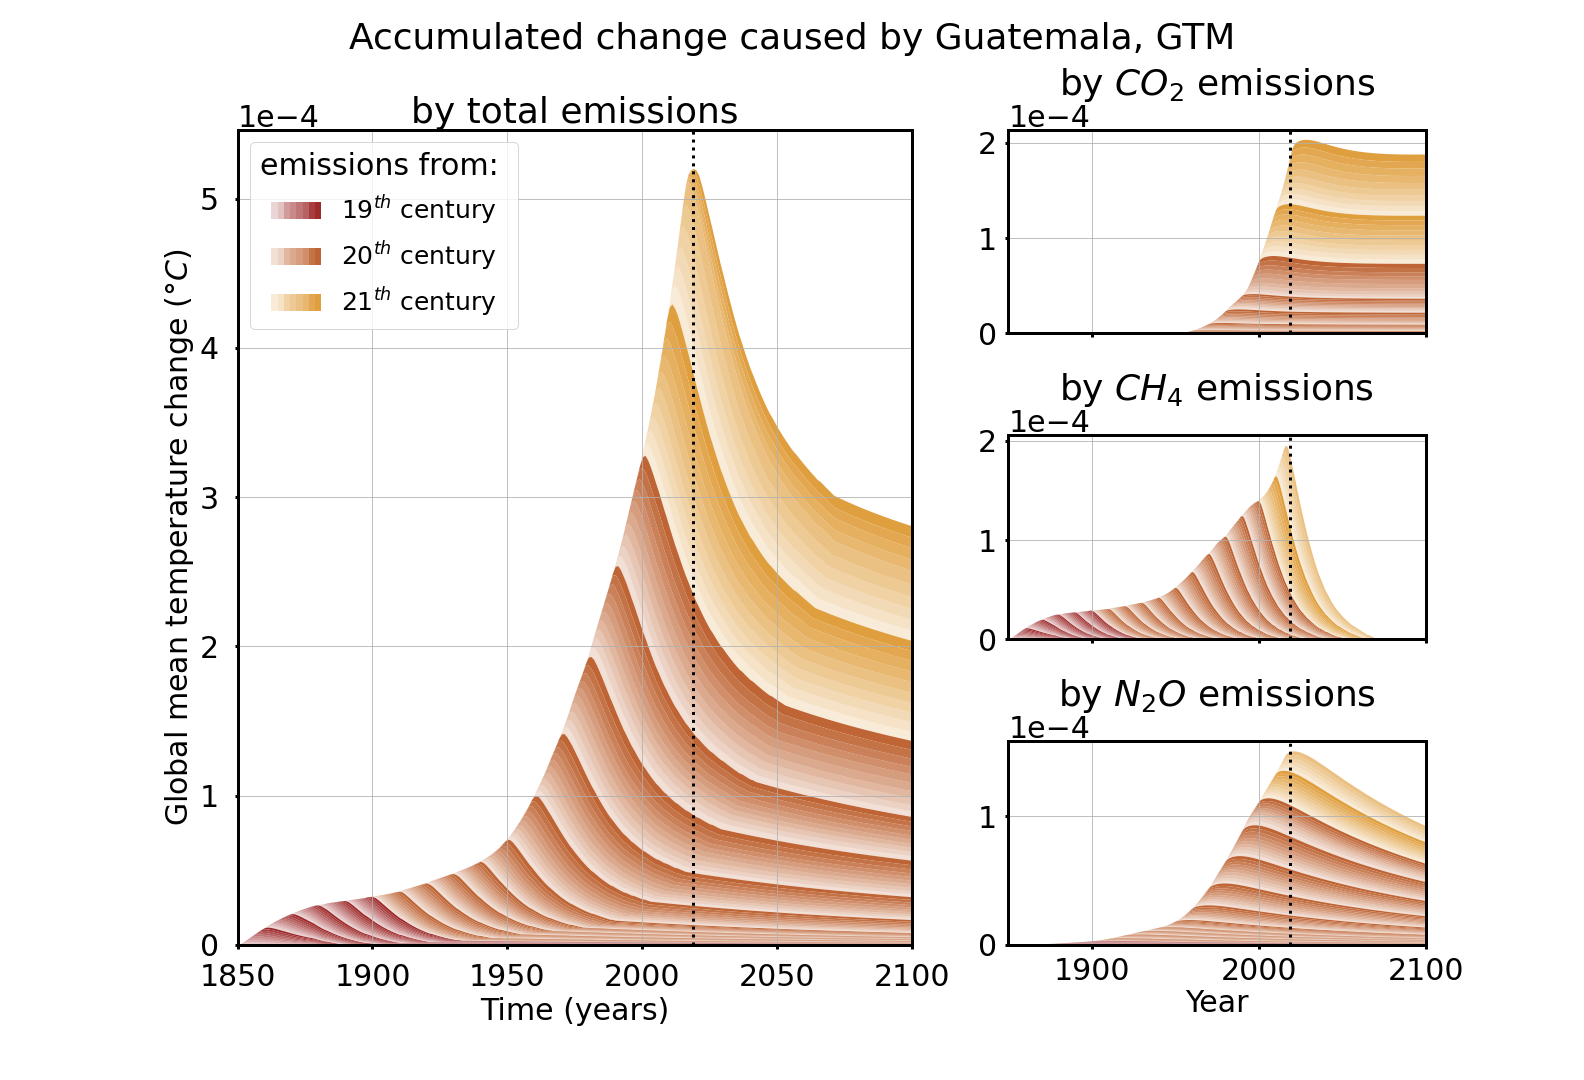 Accumulated change caused by Guatemala, GTM
by total emissions
1e−4
emissions from:
19th century
20th century
21th century
Global mean temperature change (°C)
5
4
3
2
1
0
1850 1900 1950 2000 2050 2100
Time (years)
by CO2 emissions
1e−4
2
1
0
by CH4 emissions
1e−4
2
1
0
by N2O emissions
1e−4
1
0
1900 2000 2100
Year